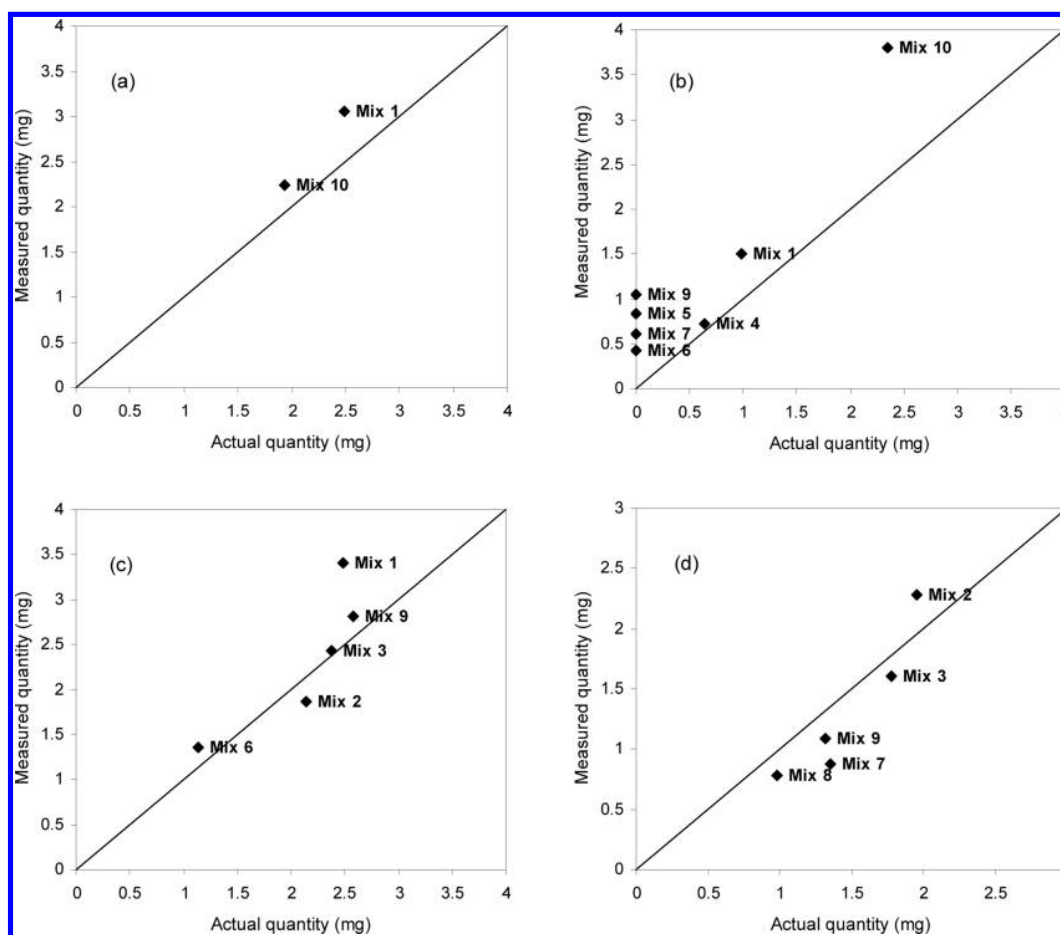 (a)
4
3.5
3
2.5
2
1.5
1
0.5
0
Measured quantity (mg)
Mix 1
Mix 10
0 0.5 1 1.5 2 2.5 3 3.5 4
Actual quantity (mg)
(b)
4
3.5
3
2.5
2
1.5
1
0.5
0
Measured quantity (mg)
Mix 10
Mix 1
Mix 9
Mix 5
Mix 4
Mix 7
Mix 6
0 0.5 1 1.5 2 2.5 3 3.5
Actual quantity (mg)
(c)
4
3.5
3
2.5
2
1.5
1
0.5
0
Measured quantity (mg)
Mix 1
Mix 9
Mix 3
Mix 2
Mix 6
0 0.5 1 1.5 2 2.5 3 3.5 4
Actual quantity (mg)
(d)
3
2.5
2
1.5
1
0.5
0
Measured quantity (mg)
Mix 2
Mix 3
Mix 9
Mix 7
Mix 8
0 0.5 1 1.5 2 2.5
Actual quantity (mg)